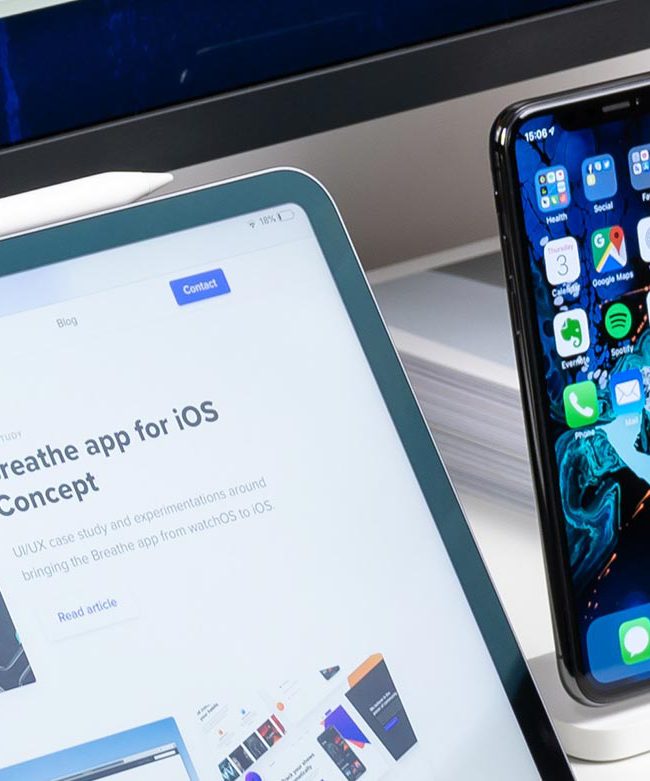 18%
Contact
Blog
TUDY
reathe app for iOS
Concept
UI/UX case study and experimentations around
bringing the Breathe app from watchOS to iOS.
Read article
15:06
Health
Social
Fa
Thursday
3
Calendar
Google Maps
Evernote
Spotify
Phone
Mail